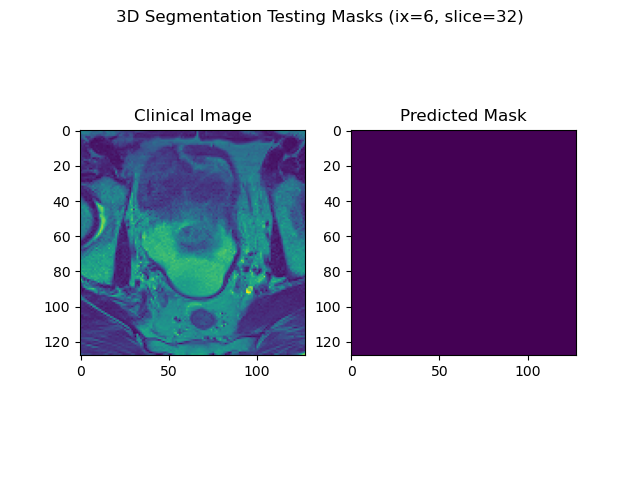 3D Segmentation Testing Masks (ix=6, slice=32)
Clinical Image Predicted Mask
0 0
20 20
40 40
60 60
80 80
100 100
120 120
0 50 100 0 50 100